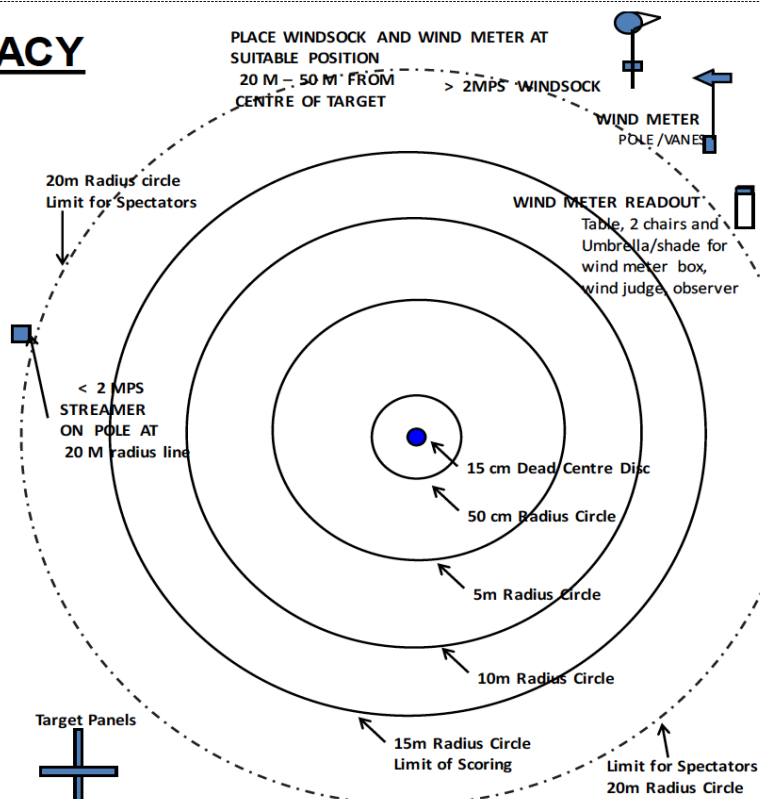 ACY
PLACE WINDSOCK AND WIND METER AT
SUITABLE POSITION
20 M – 50 M FROM
CENTRE OF TARGET
> 2MPS WINDSOCK
WIND METER
POLE /VANES
20m Radius circle
Limit for Spectators
WIND METER READOUT
Table, 2 chairs and
Umbrella/shade for
wind meter box,
wind judge, observer
< 2 MPS
STREAMER
ON POLE AT
20 M radius line
15 cm Dead Centre Disc
50 cm Radius Circle
5m Radius Circle
10m Radius Circle
Target Panels
15m Radius Circle
Limit of Scoring
Limit for Spectators
20m Radius Circle